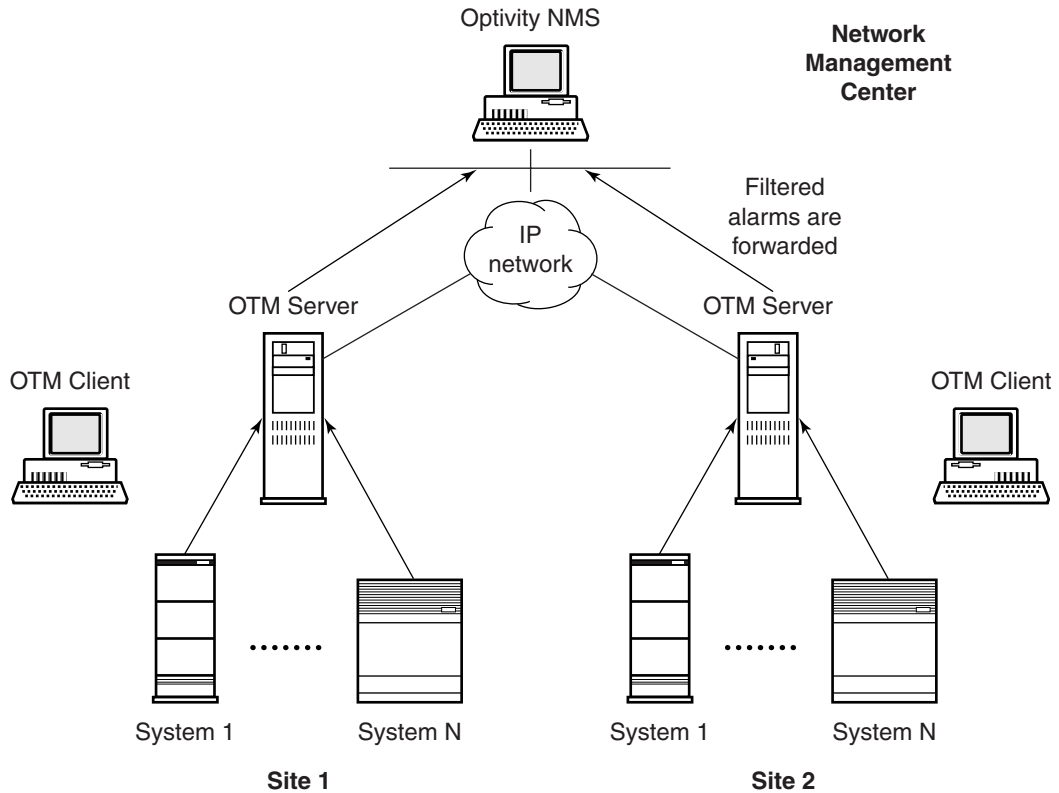 Optivity NMS
Network
Management
Center
Filtered
alarms are
forwarded
IP
network
OTM Server
OTM Server
OTM Client
OTM Client
System 1
System N
System 1
System N
Site 1
Site 2